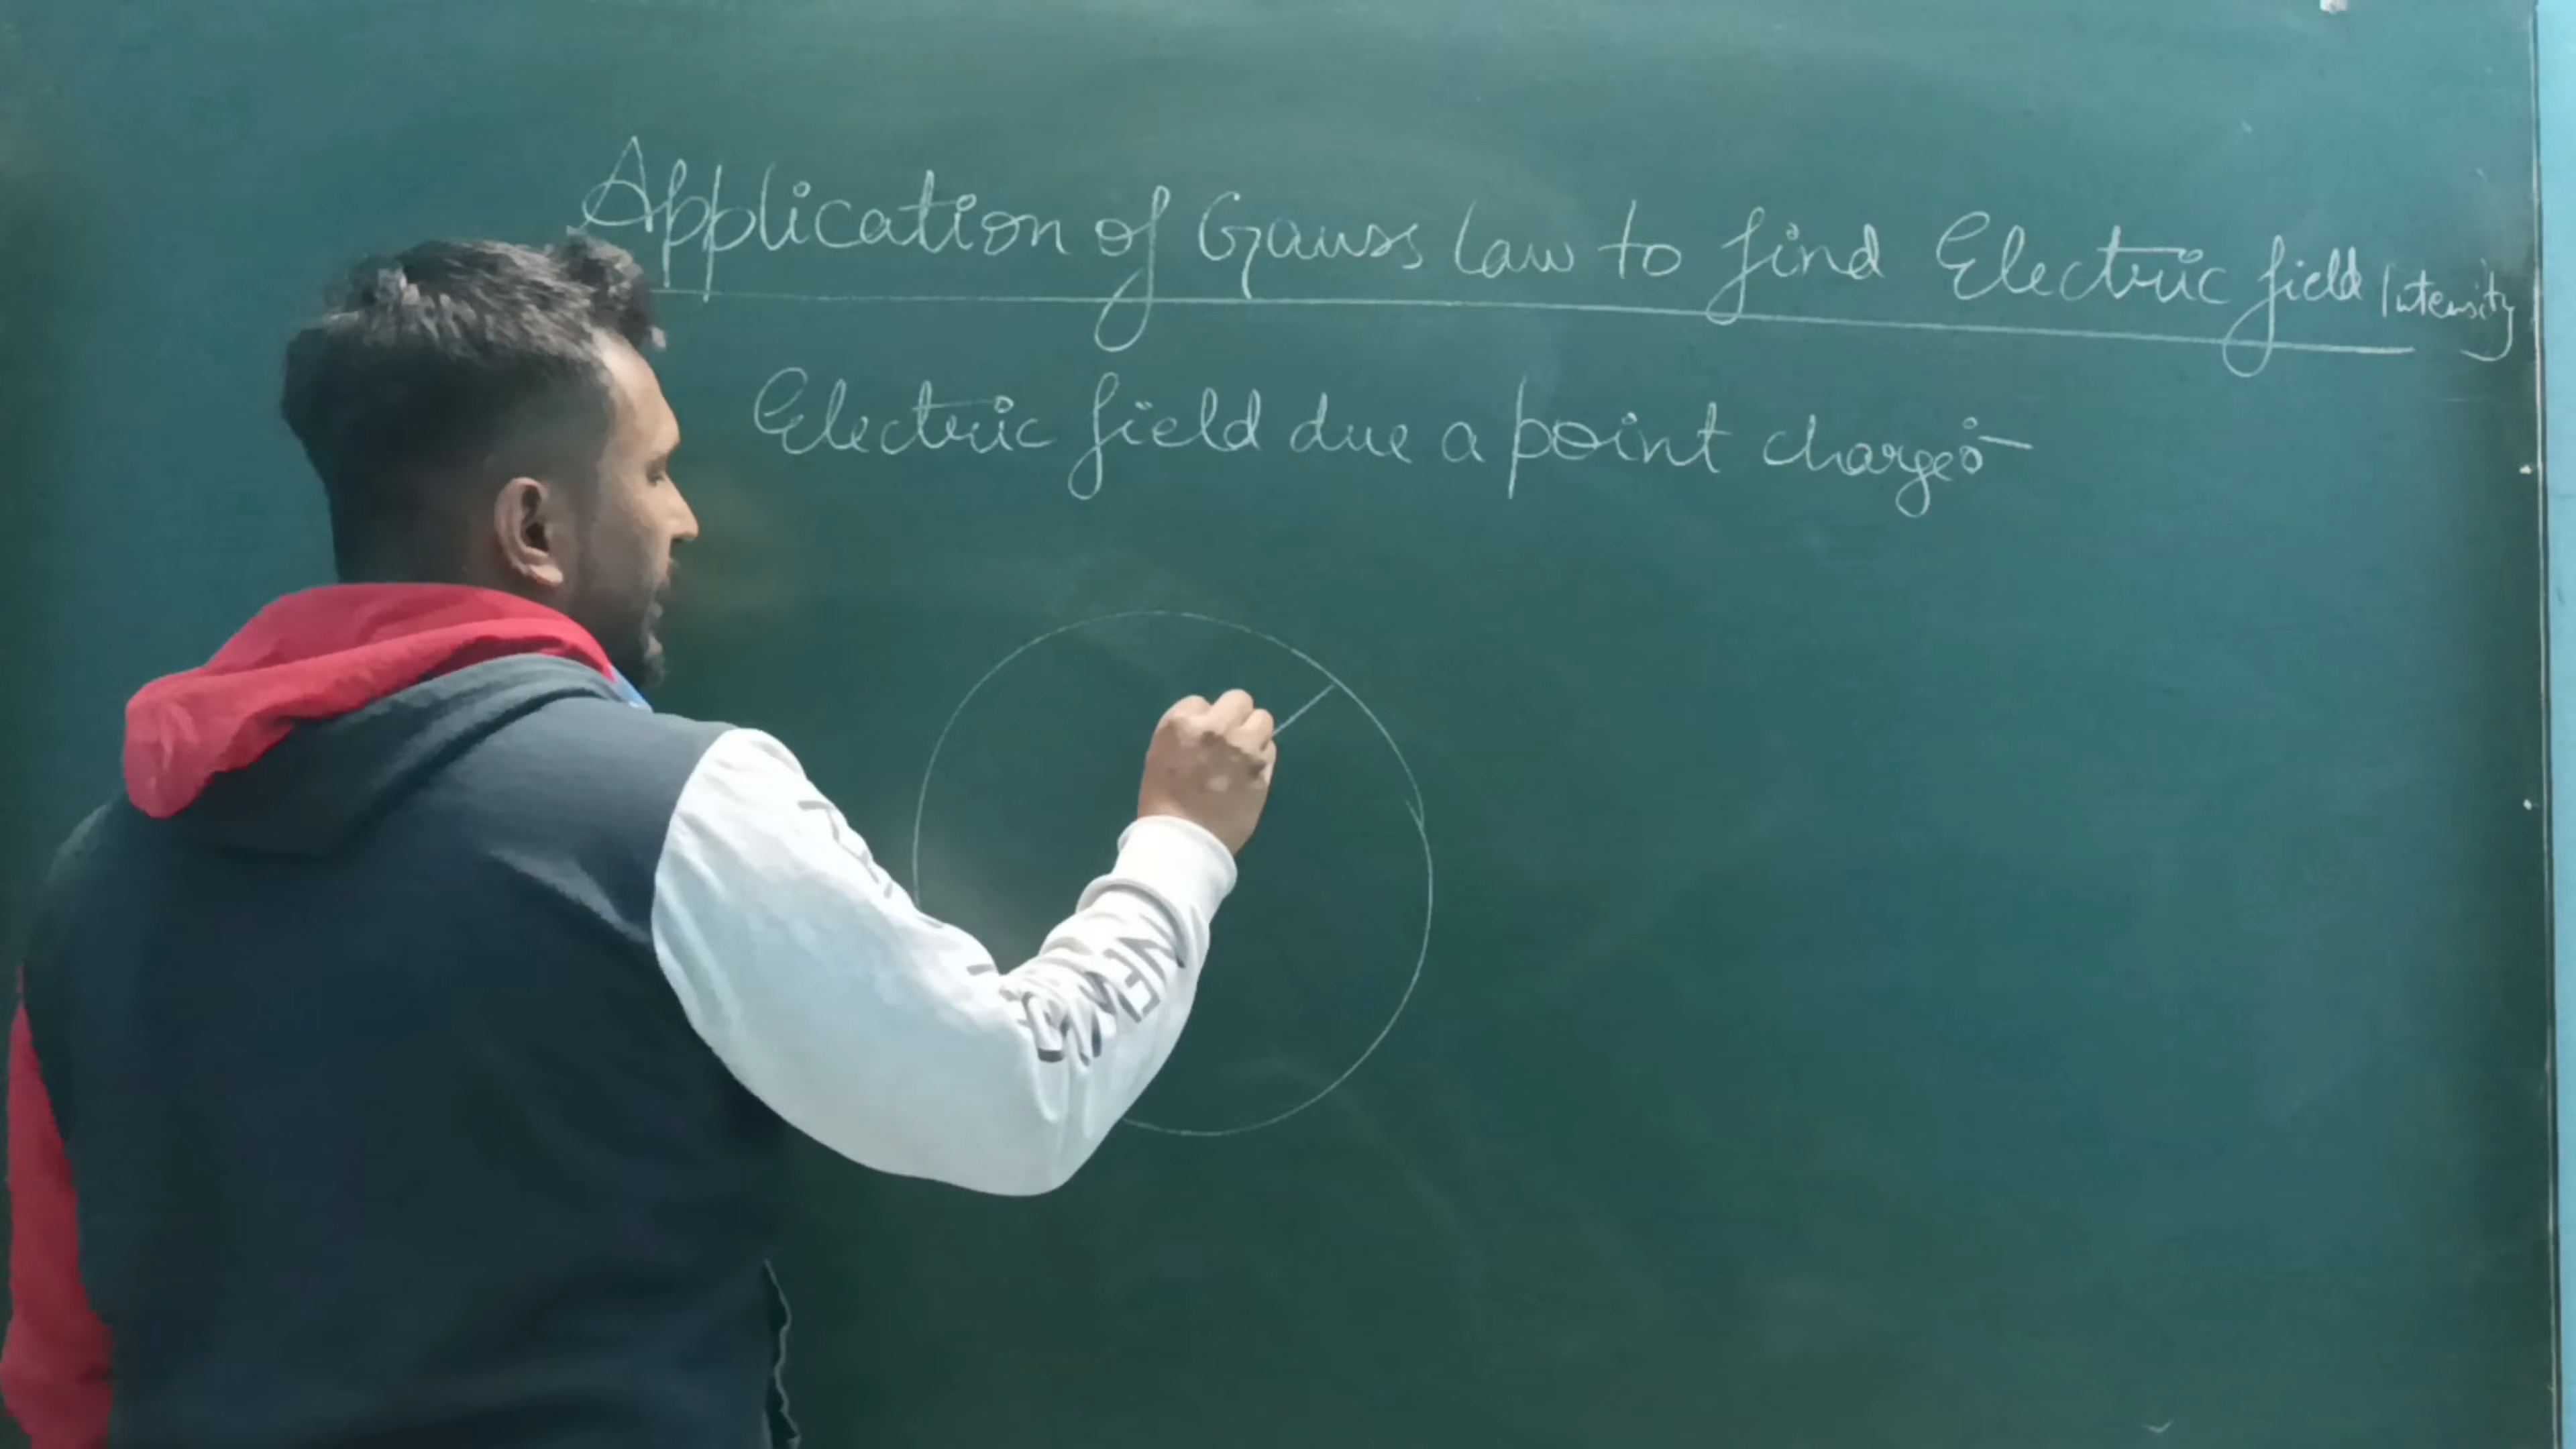 Application of Gauss Law to find Electric field Intensity
Electric field due a point charge:-